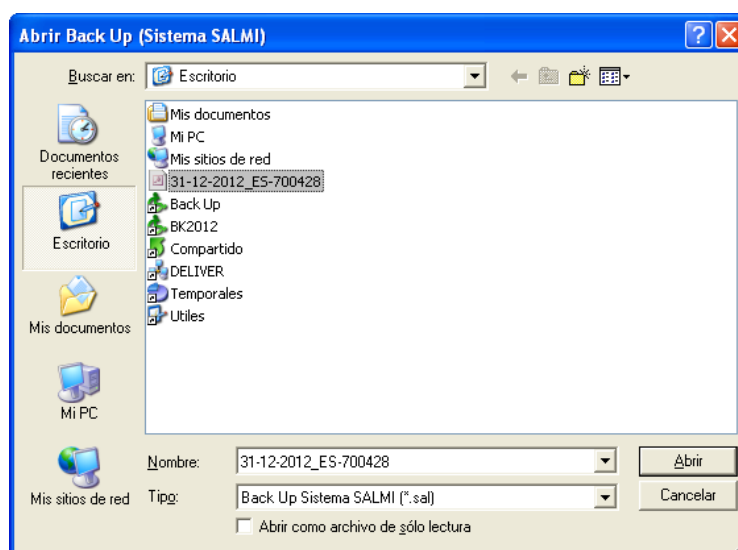 Abrir Back Up (Sistema SALMI)
Buscar en: Escritorio
Documentos recientes
Escritorio
Mis documentos
Mi PC
Mis sitios de red
Mis documentos
Mi PC
Mis sitios de red
31-12-2012_ES-700428
Back Up
BK2012
Compartido
DELIVER
Temporales
Utiles
Nombre: 31-12-2012_ES-700428 Abrir
Tipo: Back Up Sistema SALMI (*.sal) Cancelar
Abrir como archivo de sólo lectura